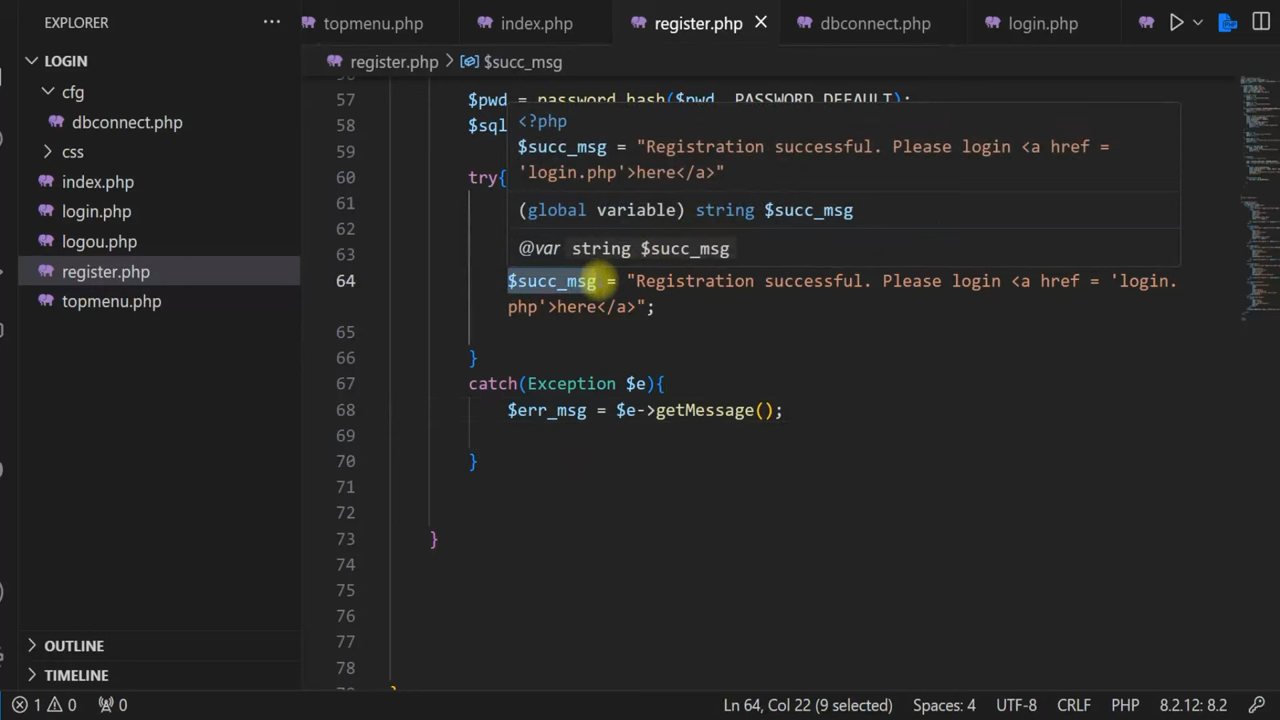 EXPLORER ...
LOGIN
cfg
dbconnect.php
css
index.php
login.php
logou.php
register.php
topmenu.php
OUTLINE
TIMELINE
topmenu.php index.php register.php dbconnect.php login.php
register.php > $succ_msg
57 $pwd = password_hash($pwd, PASSWORD_DEFAULT);
58 $sql
59
60 try{
61
62
63
<?php
$succ_msg = "Registration successful. Please login <a href =
'login.php'>here</a>"
(global variable) string $succ_msg
@var string $succ_msg
64 $succ_msg = "Registration successful. Please login <a href = 'login.
php'>here</a>";
65
66 }
67 catch(Exception $e){
68 $err_msg = $e->getMessage();
69
70 }
71
72
73 }
74
75
76
77
78
1 0 0 Ln 64, Col 22 (9 selected) Spaces: 4 UTF-8 CRLF PHP 8.2.12: 8.2